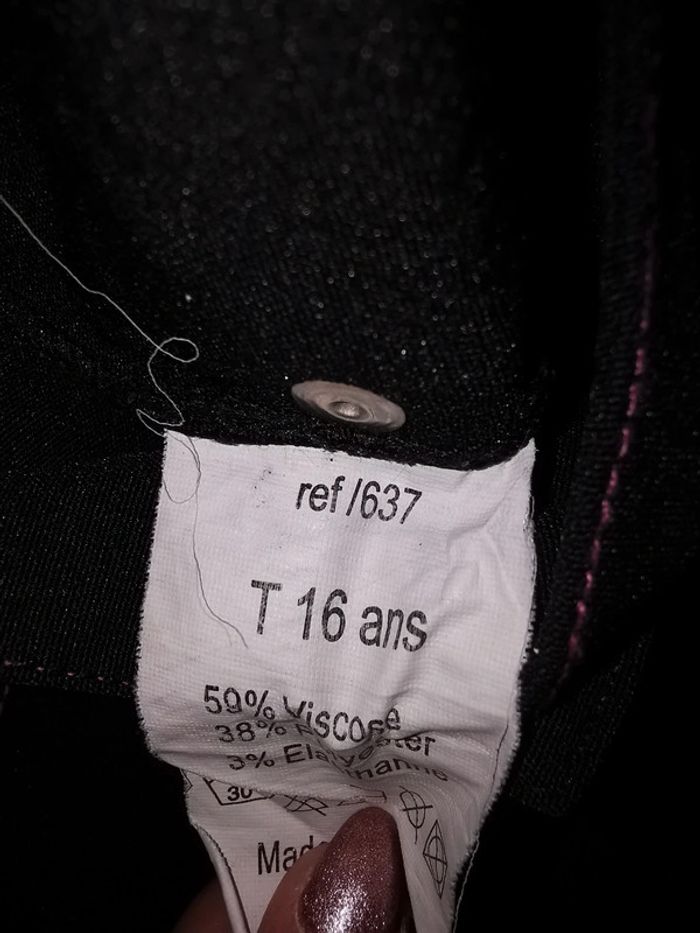 ref /637
T 16 ans
59% Viscose
38% Polyester
3% Elasthanne
30
Made